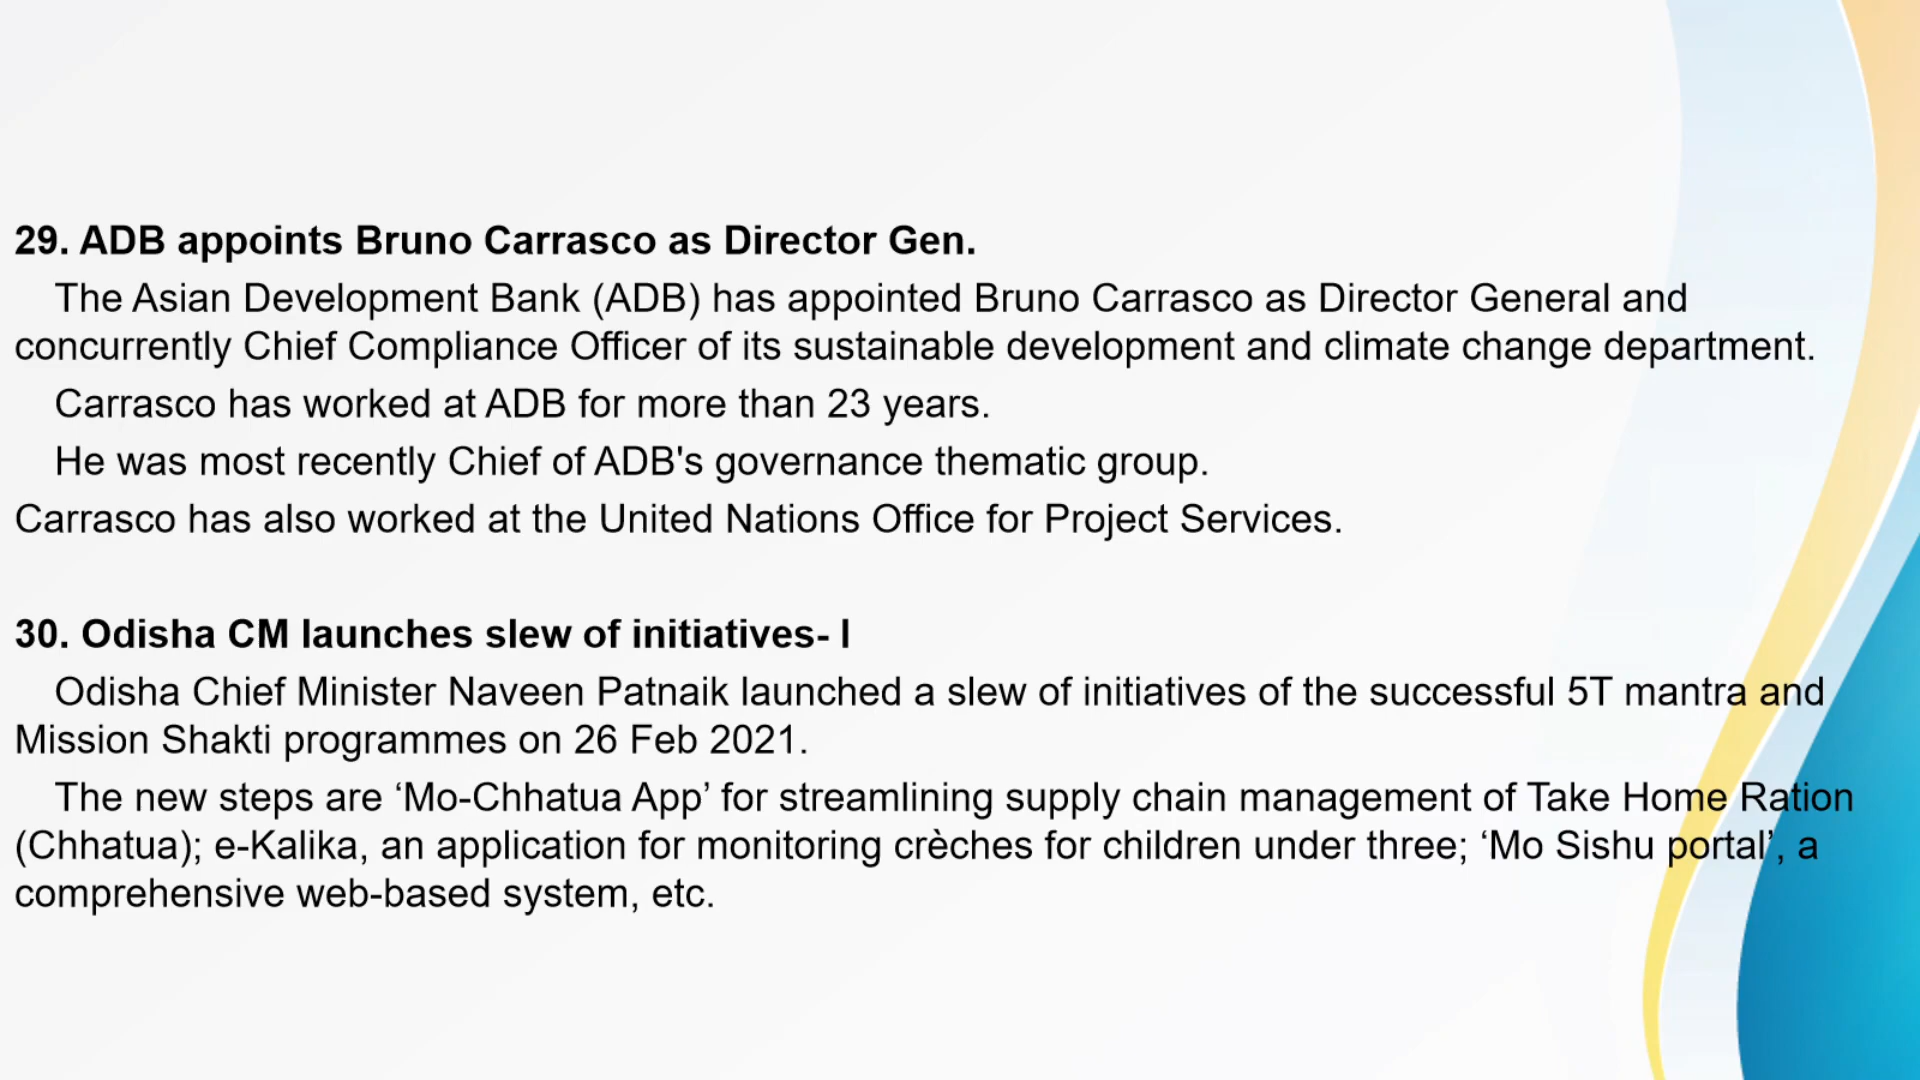 29. ADB appoints Bruno Carrasco as Director Gen.
The Asian Development Bank (ADB) has appointed Bruno Carrasco as Director General and
concurrently Chief Compliance Officer of its sustainable development and climate change department.
Carrasco has worked at ADB for more than 23 years.
He was most recently Chief of ADB's governance thematic group.
Carrasco has also worked at the United Nations Office for Project Services.
30. Odisha CM launches slew of initiatives- I
Odisha Chief Minister Naveen Patnaik launched a slew of initiatives of the successful 5T mantra and
Mission Shakti programmes on 26 Feb 2021.
The new steps are ‘Mo-Chhatua App’ for streamlining supply chain management of Take Home Ration
(Chhatua); e-Kalika, an application for monitoring crèches for children under three; ‘Mo Sishu portal’, a
comprehensive web-based system, etc.